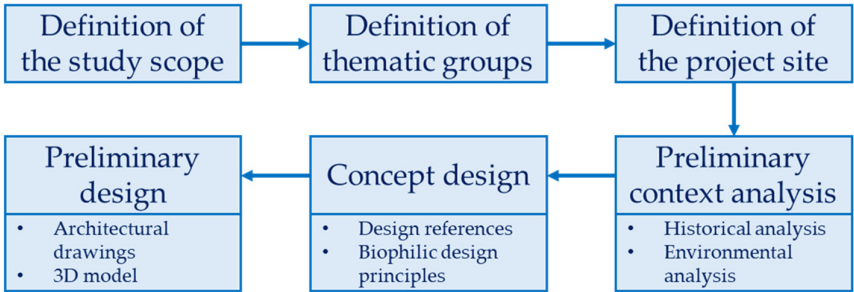 Definition of
the study scope
Definition of
thematic groups
Definition of
the project site
Preliminary
design
• Architectural
drawings
• 3D model
Concept design
• Design references
• Biophilic design
principles
Preliminary
context analysis
• Historical analysis
• Environmental
analysis